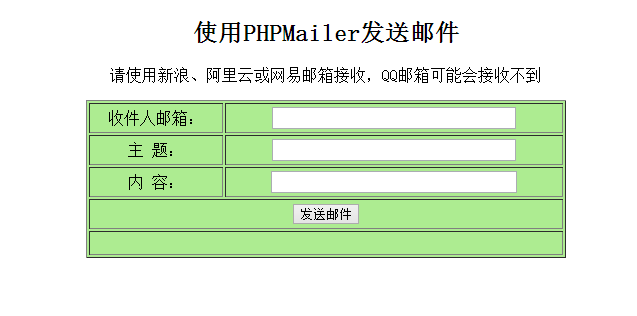 使用PHPMailer发送邮件
请使用新浪、阿里云或网易邮箱接收，QQ邮箱可能会接收不到
收件人邮箱：
主 题：
内 容：
发送邮件